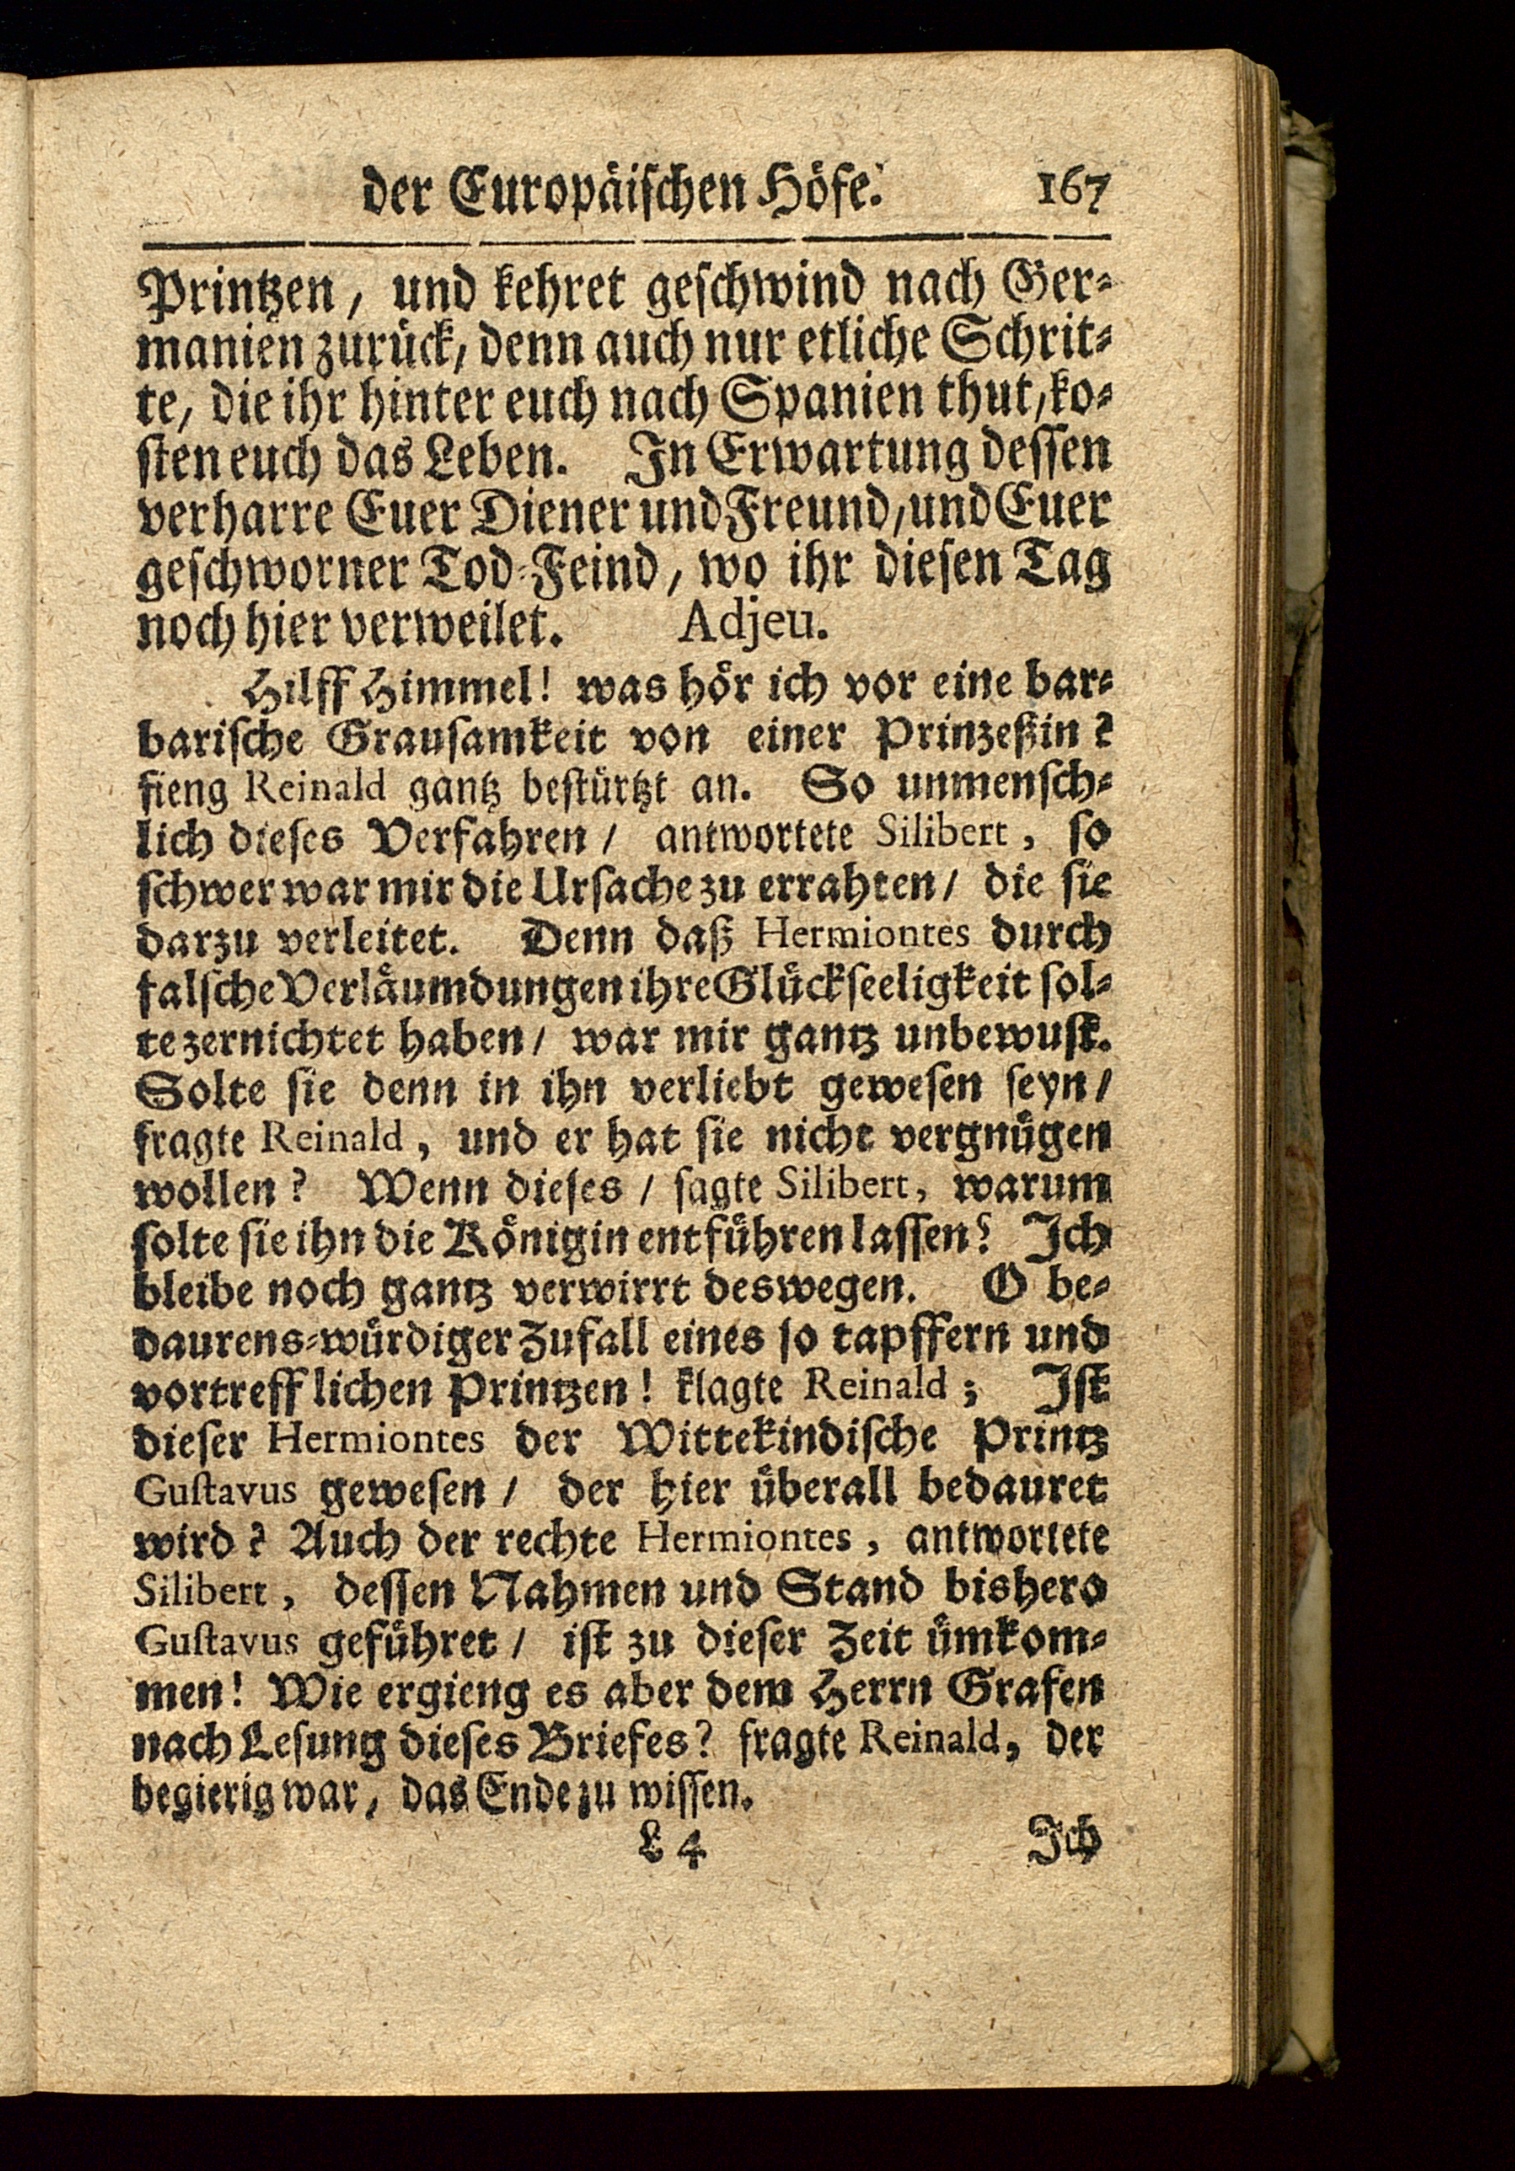 der Europäischen Höfe. 167
Printzen, und kehret geschwind nach Ger-
manien zurück, denn auch nur etliche Schrit-
te, die ihr hinter euch nach Spanien thut, ko-
sten euch das Leben. In Erwartung dessen
verharre Euer Diener und Freund, und Euer
geschworner Tod-Feind, wo ihr diesen Tag
noch hier verweilet. Adjeu.
Hilff Himmel! was hör ich vor eine bar-
barische Grausamkeit von einer Prinzeßin?
fieng Reinald gantz bestürtzt an. So unmensch-
lich dieses Verfahren / antwortete Silibert, so
schwer war mir die Ursache zu errahten / die sie
darzu verleitet. Denn daß Hermiontes durch
falsche Verläumdungen ihre Glückseeligkeit sol-
te zernichtet haben / war mir gantz unbewust.
Solte sie denn in ihn verliebt gewesen seyn /
fragte Reinald, und er hat sie nicht vergnügen
wollen? Wenn dieses / sagte Silibert, warum
solte sie ihn die Königin entführen lassen? Ich
bleibe noch gantz verwirrt deswegen. O be-
daurens-würdiger Zufall eines so tapffern und
vortrefflichen Printzen! klagte Reinald; Ist
dieser Hermiontes der Wittekindische Printz
Gustavus gewesen / der hier überall bedauret
wird? Auch der rechte Hermiontes, antwortete
Silibert, dessen Nahmen und Stand bishero
Gustavus geführet / ist zu dieser Zeit ümkom-
men! Wie ergieng es aber dem Herrn Grafen
nach Lesung dieses Briefes? fragte Reinald, der
begierig war, das Ende zu wissen.
L 4 Ich